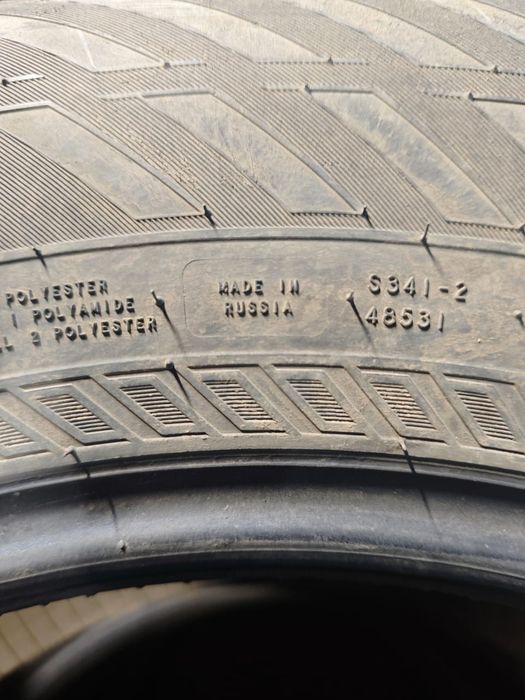 POLYESTER
1 POLYAMIDE
2 POLYESTER
MADE IN
RUSSIA
S341-2
48531